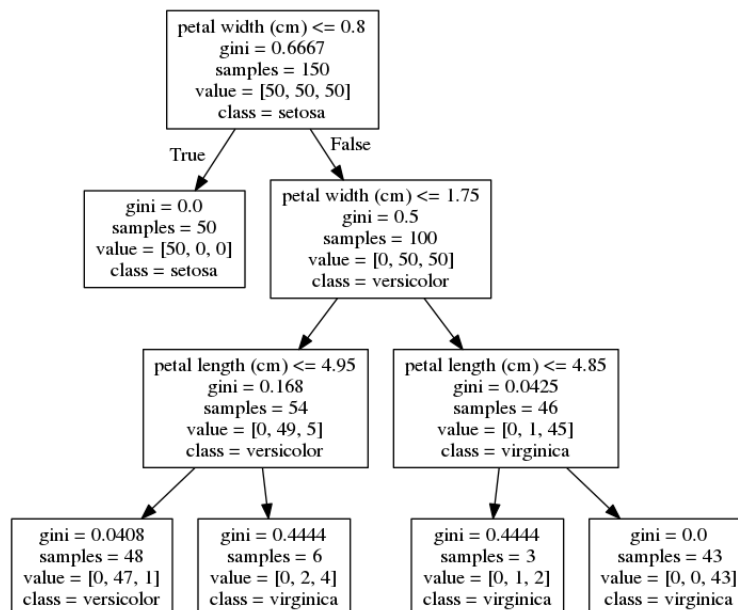 petal width (cm) <= 0.8
gini = 0.6667
samples = 150
value = [50, 50, 50]
class = setosa
True
False
gini = 0.0
samples = 50
value = [50, 0, 0]
class = setosa
petal width (cm) <= 1.75
gini = 0.5
samples = 100
value = [0, 50, 50]
class = versicolor
petal length (cm) <= 4.95
gini = 0.168
samples = 54
value = [0, 49, 5]
class = versicolor
petal length (cm) <= 4.85
gini = 0.0425
samples = 46
value = [0, 1, 45]
class = virginica
gini = 0.0408
samples = 48
value = [0, 47, 1]
class = versicolor
gini = 0.4444
samples = 6
value = [0, 2, 4]
class = virginica
gini = 0.4444
samples = 3
value = [0, 1, 2]
class = virginica
gini = 0.0
samples = 43
value = [0, 0, 43]
class = virginica